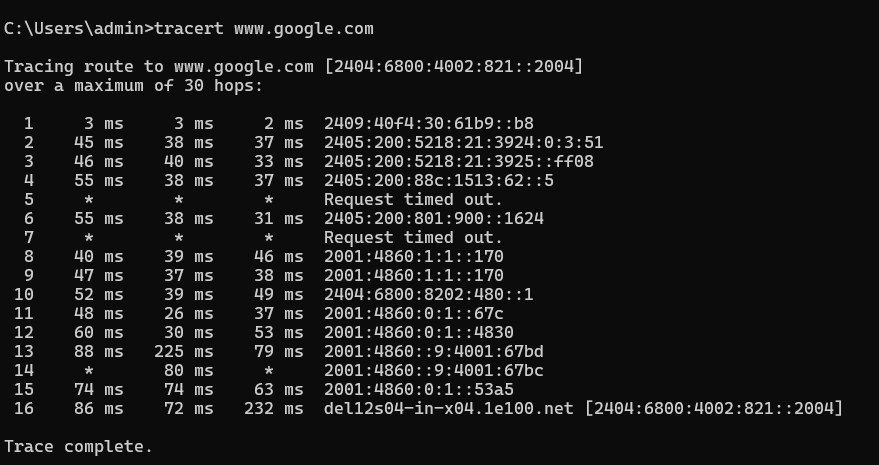 C:\Users\admin>tracert www.google.com
Tracing route to www.google.com [2404:6800:4002:821::2004]
over a maximum of 30 hops:
1 3 ms 3 ms 2 ms 2409:40f4:30:61b9::b8
2 45 ms 38 ms 37 ms 2405:200:5218:21:3924:0:3:51
3 46 ms 40 ms 33 ms 2405:200:5218:21:3925::ff08
4 55 ms 38 ms 37 ms 2405:200:88c:1513:62::5
5 * * * Request timed out.
6 55 ms 38 ms 31 ms 2405:200:801:900::1624
7 * * * Request timed out.
8 40 ms 39 ms 46 ms 2001:4860:1:1::170
9 47 ms 37 ms 38 ms 2001:4860:1:1::170
10 52 ms 39 ms 49 ms 2404:6800:8202:480::1
11 48 ms 26 ms 37 ms 2001:4860:0:1::67c
12 60 ms 30 ms 53 ms 2001:4860:0:1::4830
13 88 ms 225 ms 79 ms 2001:4860::9:4001:67bd
14 * 80 ms * 2001:4860::9:4001:67bc
15 74 ms 74 ms 63 ms 2001:4860:0:1::53a5
16 86 ms 72 ms 232 ms del12s04-in-x04.1e100.net [2404:6800:4002:821::2004]
Trace complete.